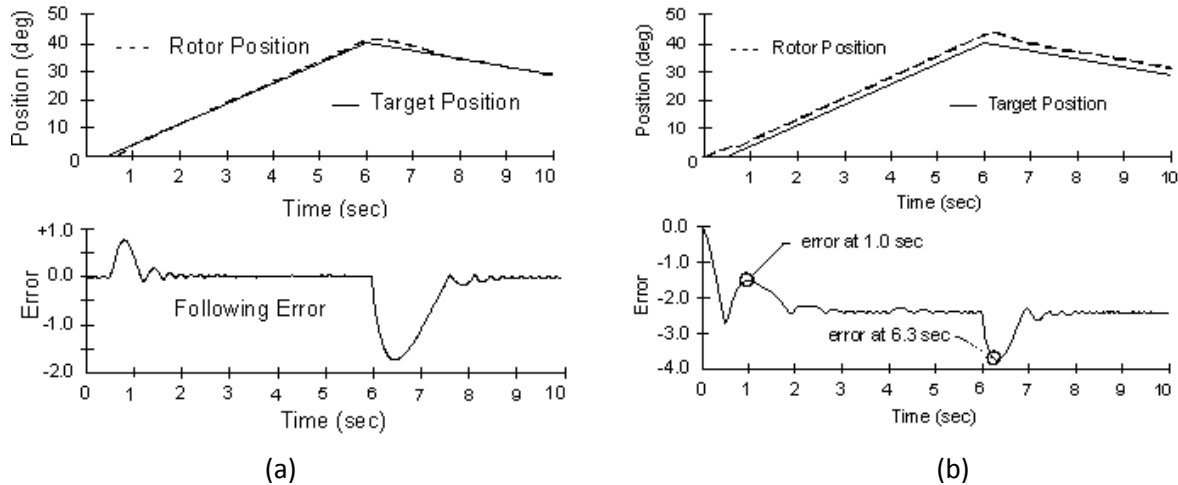 50
40
30
20
10
0
Position (deg)
Rotor Position
Target Position
1 2 3 4 5 6 7 8 9 10
Time (sec)
+1.0
0.0
-1.0
-2.0
Error
Following Error
0 1 2 3 4 5 6 7 8 9 10
Time (sec)
(a)
50
40
30
20
10
0
Position (deg)
Rotor Position
Target Position
1 2 3 4 5 6 7 8 9 10
Time (sec)
0.0
-1.0
-2.0
-3.0
-4.0
Error
error at 1.0 sec
error at 6.3 sec
0 1 2 3 4 5 6 7 8 9 10
Time (sec)
(b)